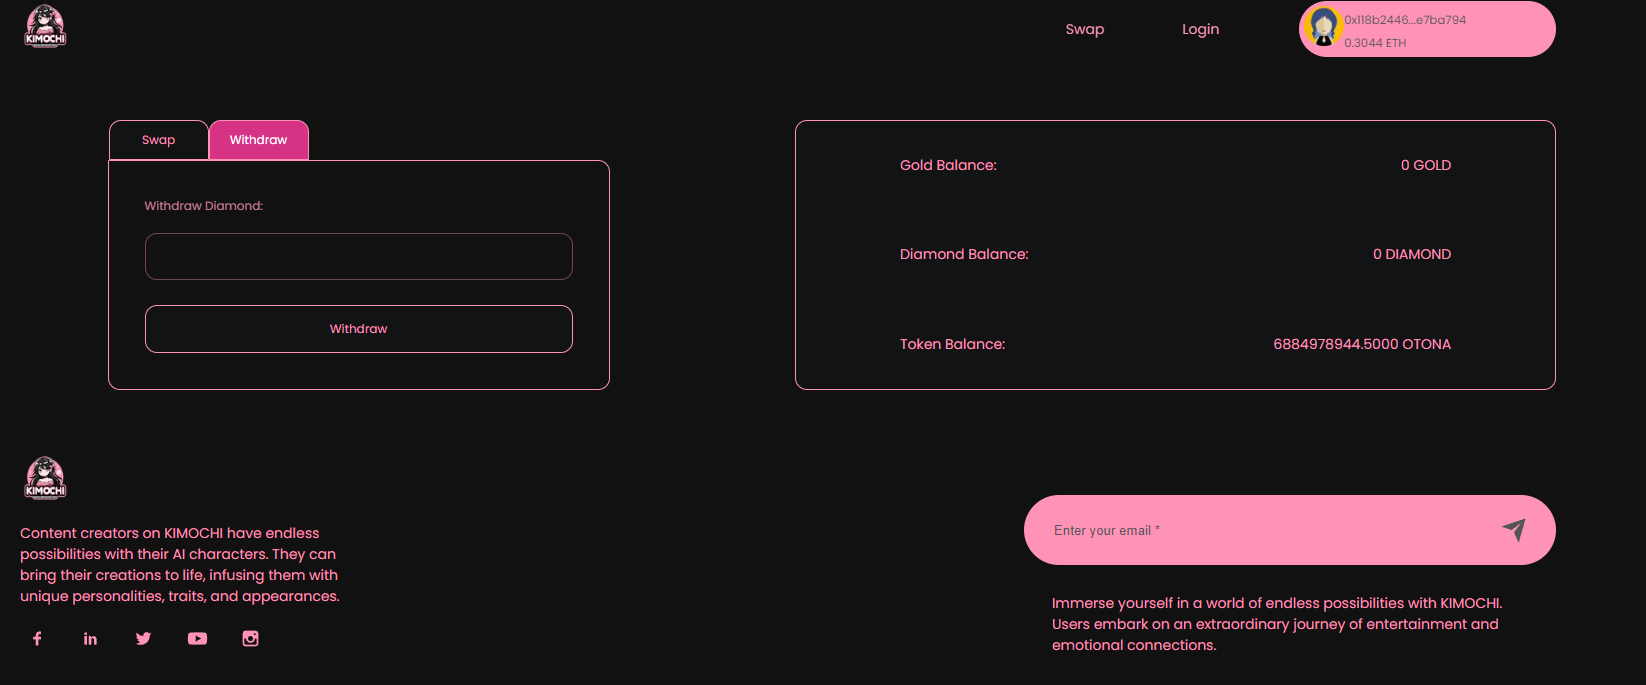 KIMOCHI
Swap
Login
0x118b2446...e7ba794
0.3044 ETH
Swap
Withdraw
Withdraw Diamond:
Withdraw
Gold Balance:
0 GOLD
Diamond Balance:
0 DIAMOND
Token Balance:
6884978944.5000 OTONA
KIMOCHI
Content creators on KIMOCHI have endless
possibilities with their AI characters. They can
bring their creations to life, infusing them with
unique personalities, traits, and appearances.
Enter your email *
Immerse yourself in a world of endless possibilities with KIMOCHI.
Users embark on an extraordinary journey of entertainment and
emotional connections.